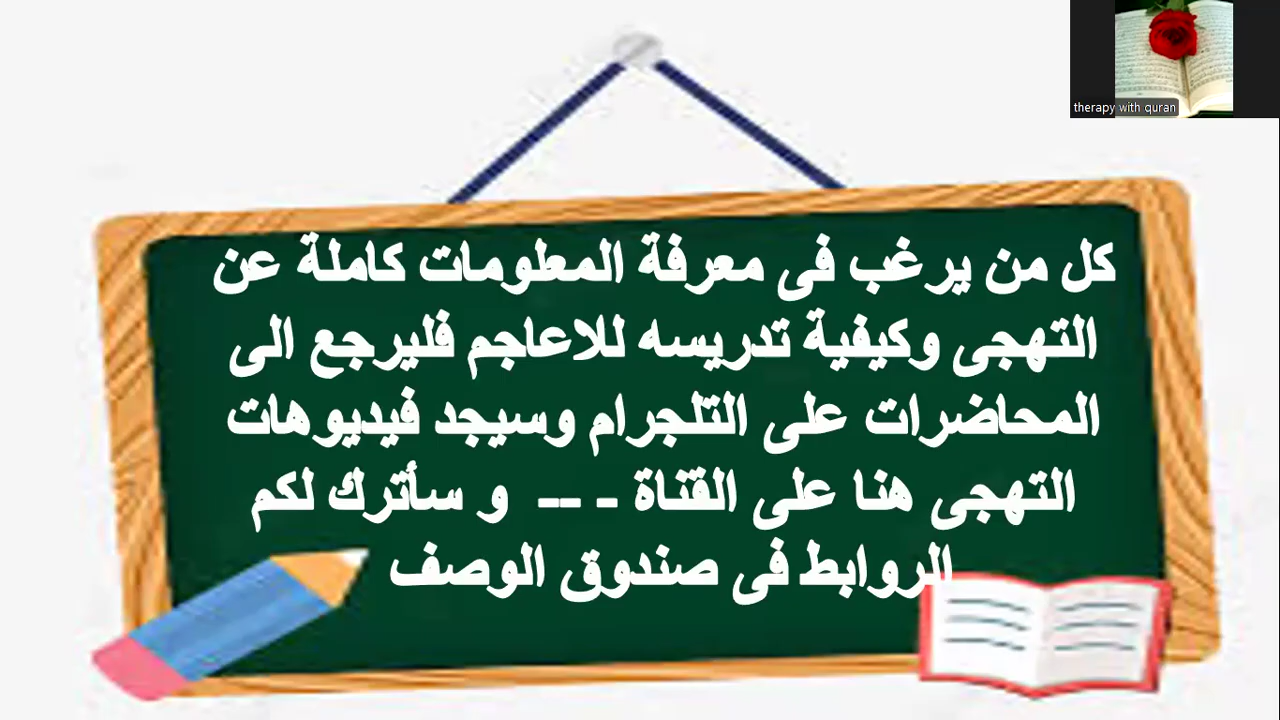 therapy with quran
كل من يرغب فى معرفة المعلومات كاملة عن
التهجى وكيفية تدريسه للاعاجم فليرجع الى
المحاضرات على التلجرام وسيجد فيديوهات
التهجى هنا على القناة - -- و سأترك لكم
الروابط فى صندوق الوصف